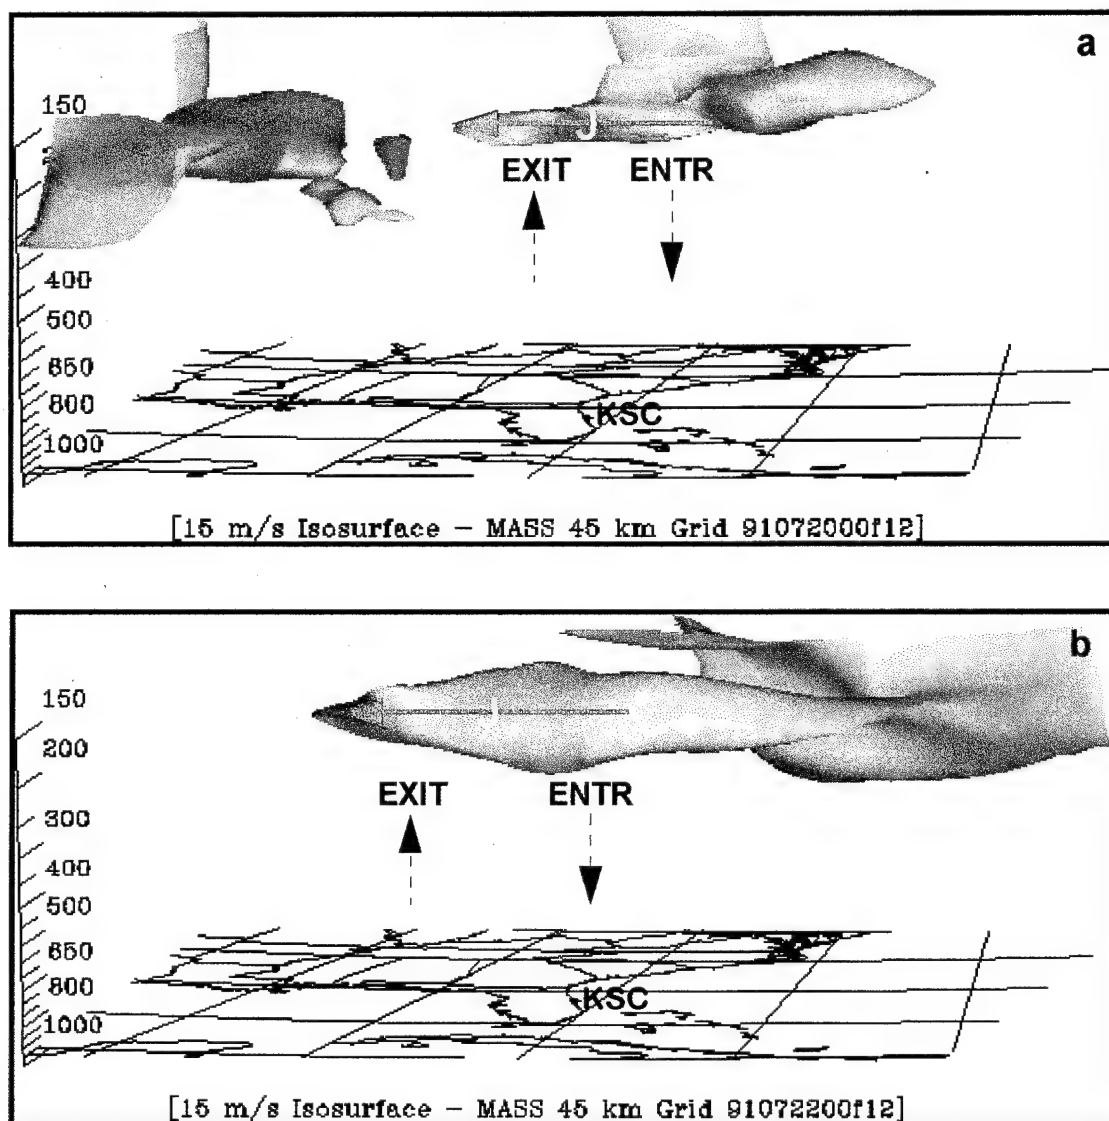 a
150
J
EXIT ENTR
400
500
650
800
1000
KSC
[15 m/s Isosurface - MASS 45 km Grid 91072000f12]
b
150
200
J
EXIT ENTR
300
400
500
650
800
1000
KSC
[15 m/s Isosurface - MASS 45 km Grid 91072200f12]